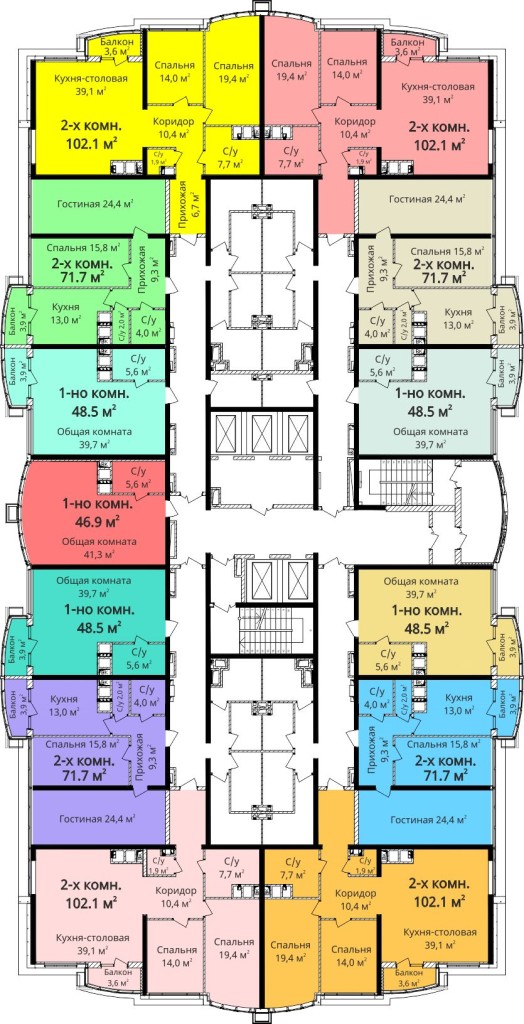 Балкон
3,6 м²
Кухня-столовая
39,1 м²
2-х комн.
102.1 м²
Спальня
14,0 м²
Спальня
19,4 м²
Коридор
10,4 м²
С/у
1,9 м²
С/у
7,7 м²
Прихожая
6,7 м²
Спальня
19,4 м²
Спальня
14,0 м²
Балкон
3,6 м²
Кухня-столовая
39,1 м²
Коридор
10,4 м²
2-х комн.
102.1 м²
С/у
7,7 м²
С/у
1,9 м²
Гостиная 24,4 м²
Спальня 15,8 м²
2-х комн.
71.7 м²
Прихожая
9,3 м²
Кухня
13,0 м²
С/у 2,0 м²
С/у
4,0 м²
Балкон
3,9 м²
Гостиная 24,4 м²
Прихожая
9,3 м²
Спальня 15,8 м²
2-х комн.
71.7 м²
С/у
4,0 м²
С/у 2,0 м²
Кухня
13,0 м²
Балкон
3,9 м²
Балкон
3,9 м²
С/у
5,6 м²
1-но комн.
48.5 м²
Общая комната
39,7 м²
С/у
5,6 м²
1-но комн.
48.5 м²
Общая комната
39,7 м²
Балкон
3,9 м²
С/у
5,6 м²
1-но комн.
46.9 м²
Общая комната
41,3 м²
Общая комната
39,7 м²
1-но комн.
48.5 м²
С/у
5,6 м²
Балкон
3,9 м²
Общая комната
39,7 м²
1-но комн.
48.5 м²
С/у
5,6 м²
Балкон
3,9 м²
Балкон
3,9 м²
Кухня
13,0 м²
С/у 2,0 м²
С/у
4,0 м²
Спальня 15,8 м²
2-х комн.
71.7 м²
Прихожая
9,3 м²
Гостиная 24,4 м²
С/у
4,0 м²
С/у 2,0 м²
Кухня
13,0 м²
Балкон
3,9 м²
Прихожая
9,3 м²
Спальня 15,8 м²
2-х комн.
71.7 м²
Гостиная 24,4 м²
2-х комн.
102.1 м²
С/у
1,9 м²
С/у
7,7 м²
Коридор
10,4 м²
Кухня-столовая
39,1 м²
Спальня
14,0 м²
Спальня
19,4 м²
Балкон
3,6 м²
С/у
7,7 м²
С/у
1,9 м²
Коридор
10,4 м²
2-х комн.
102.1 м²
Кухня-столовая
39,1 м²
Спальня
19,4 м²
Спальня
14,0 м²
Балкон
3,6 м²